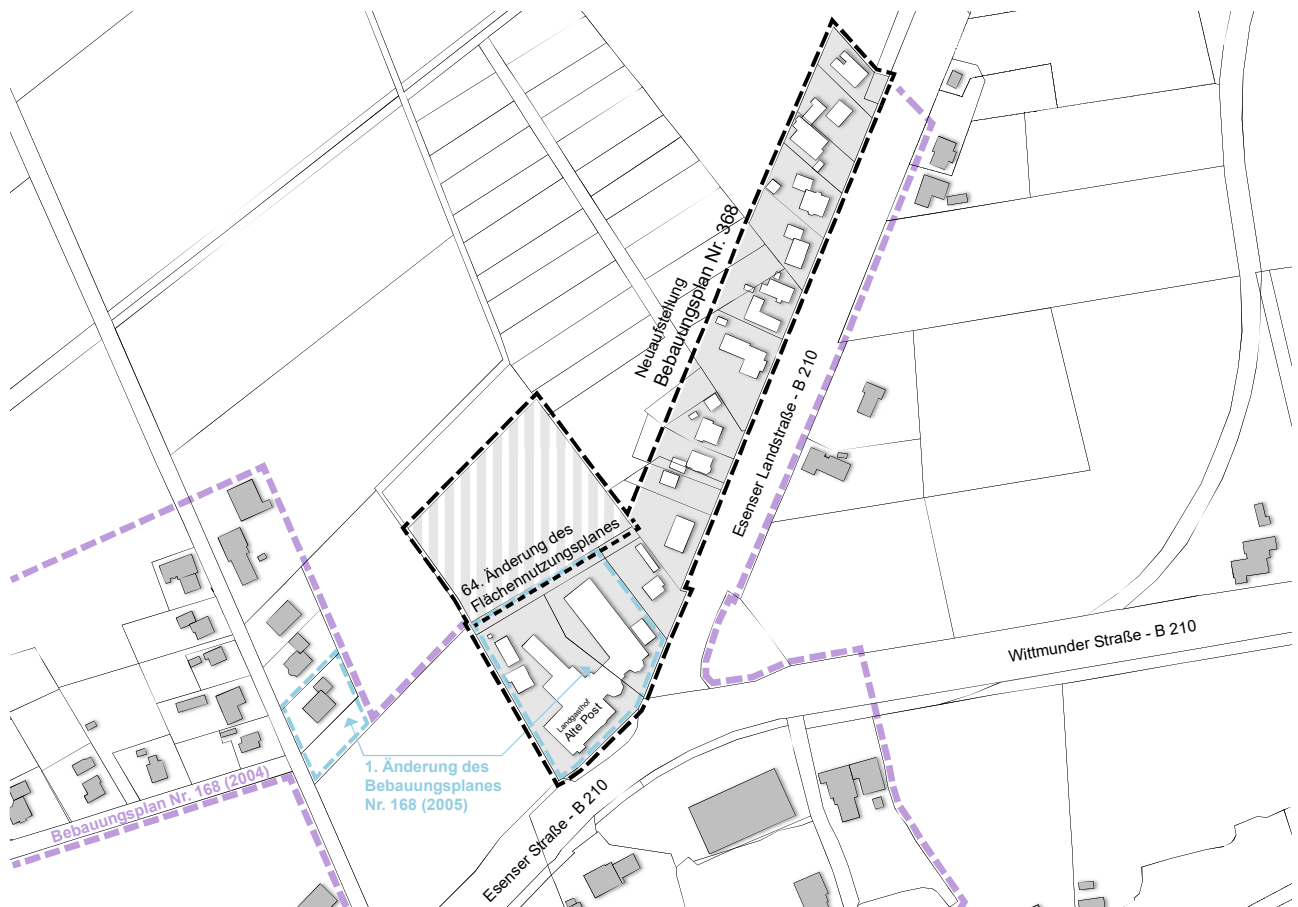 Neuaufstellung
Bebauungsplan Nr. 368
Esenser Landstraße - B 210
64. Änderung des
Flächennutzungsplanes
Wittmunder Straße - B 210
Landgasthof
Alte Post
1. Änderung des
Bebauungsplanes
Nr. 168 (2005)
Bebauungsplan Nr. 168 (2004)
Esenser Straße - B 210